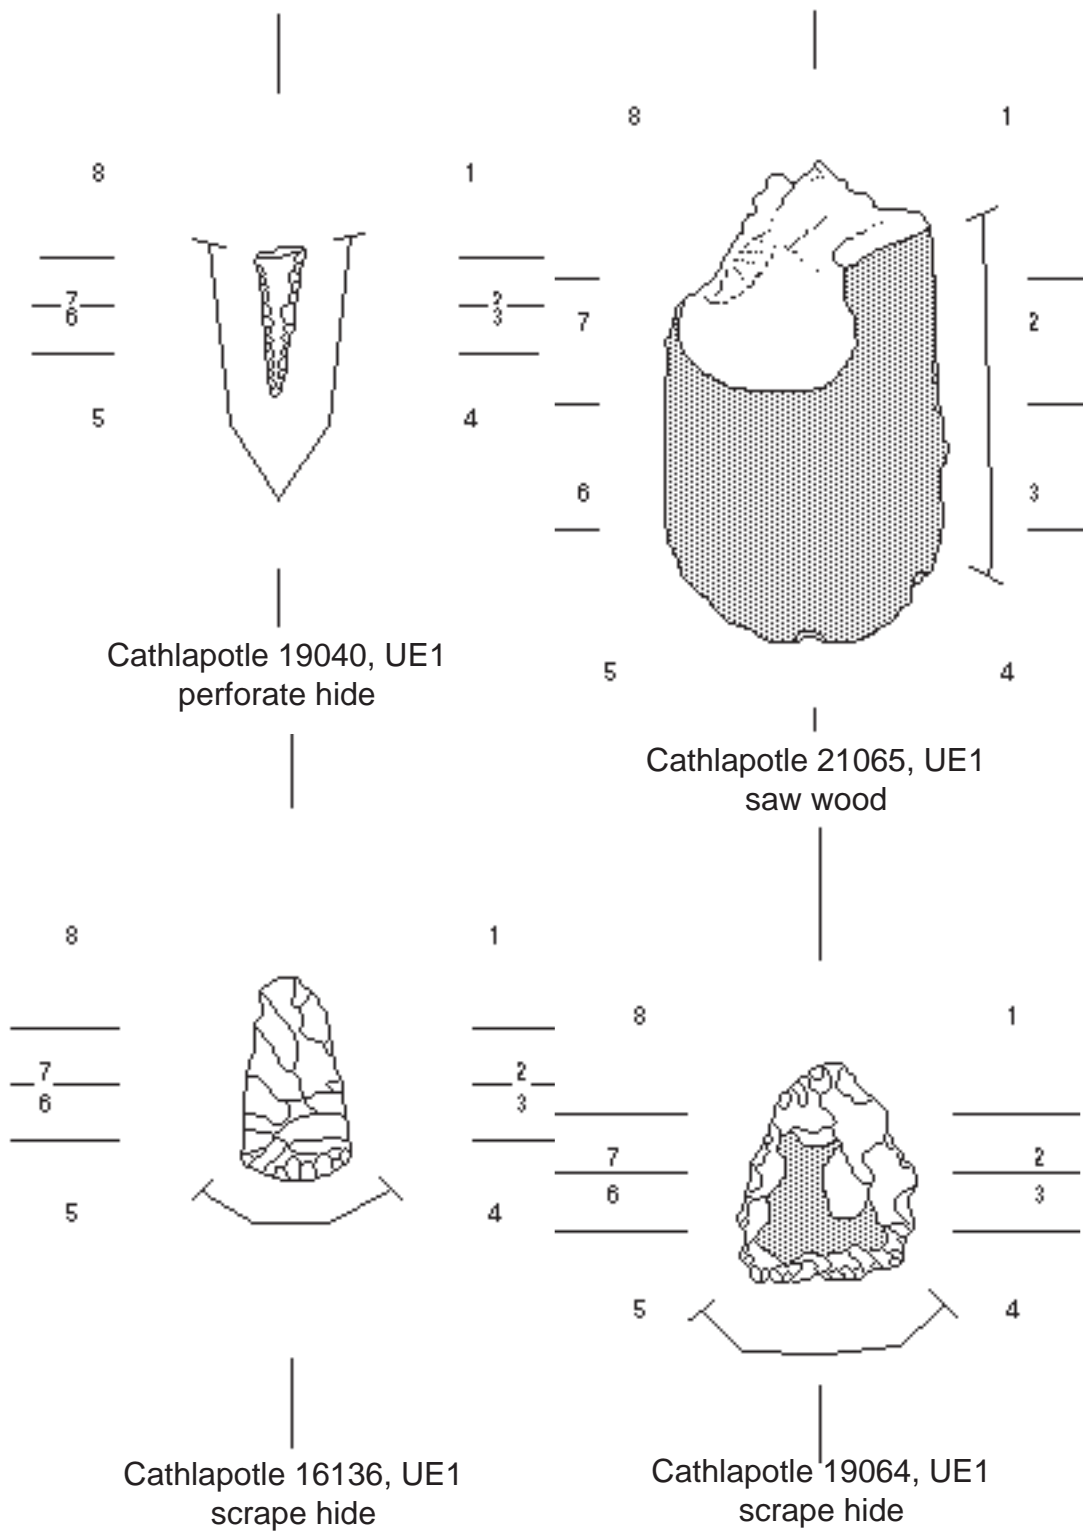 8 1
7 2
6 3
5 4
Cathlapotle 19040, UE1
perforate hide
8 1
7 2
6 3
5 4
Cathlapotle 21065, UE1
saw wood
8 1
7 2
6 3
5 4
Cathlapotle 16136, UE1
scrape hide
8 1
7 2
6 3
5 4
Cathlapotle 19064, UE1
scrape hide